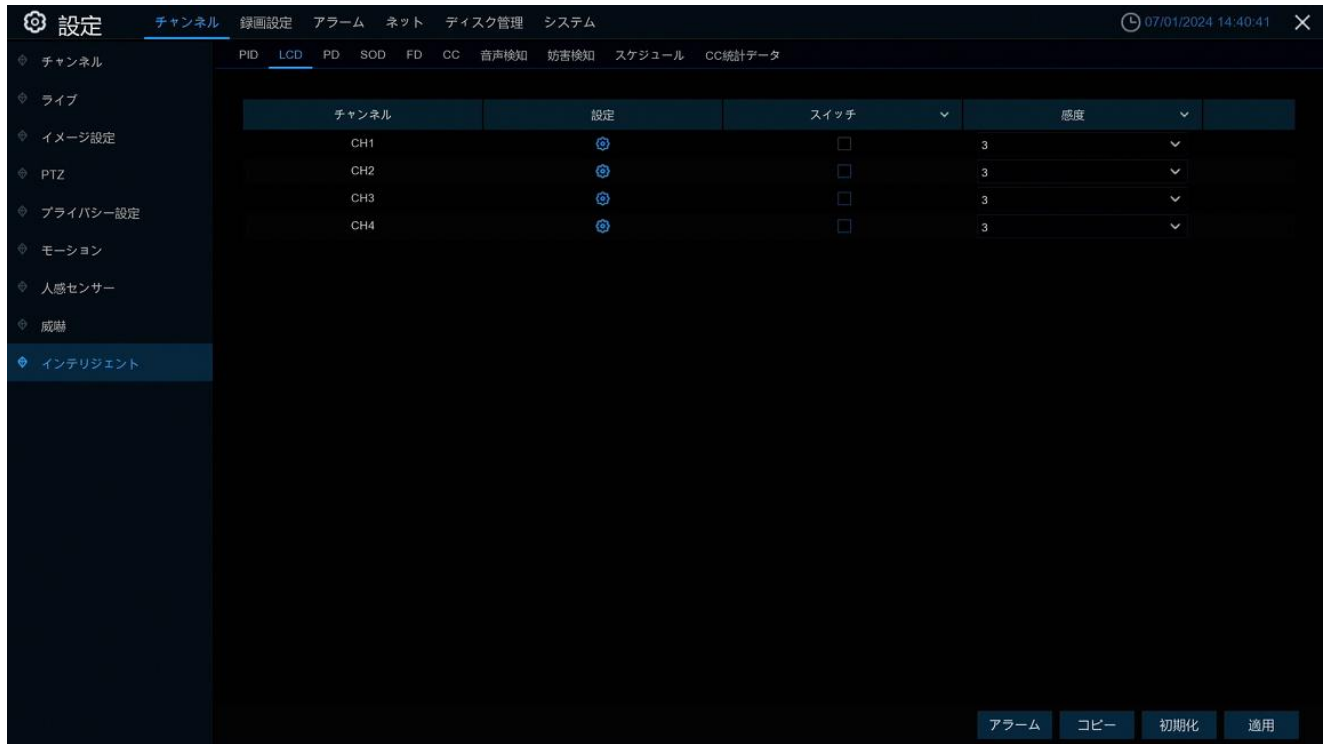 設定 チャンネル 録画設定 アラーム ネット ディスク管理 システム 07/01/2024 14:40:41
PID LCD PD SOD FD CC 音声検知 妨害検知 スケジュール CC統計データ
チャンネル
ライブ
イメージ設定
PTZ
プライバシー設定
モーション
人感センサー
威嚇
インテリジェント
チャンネル 設定 スイッチ 感度
CH1 3
CH2 3
CH3 3
CH4 3
アラーム コピー 初期化 適用